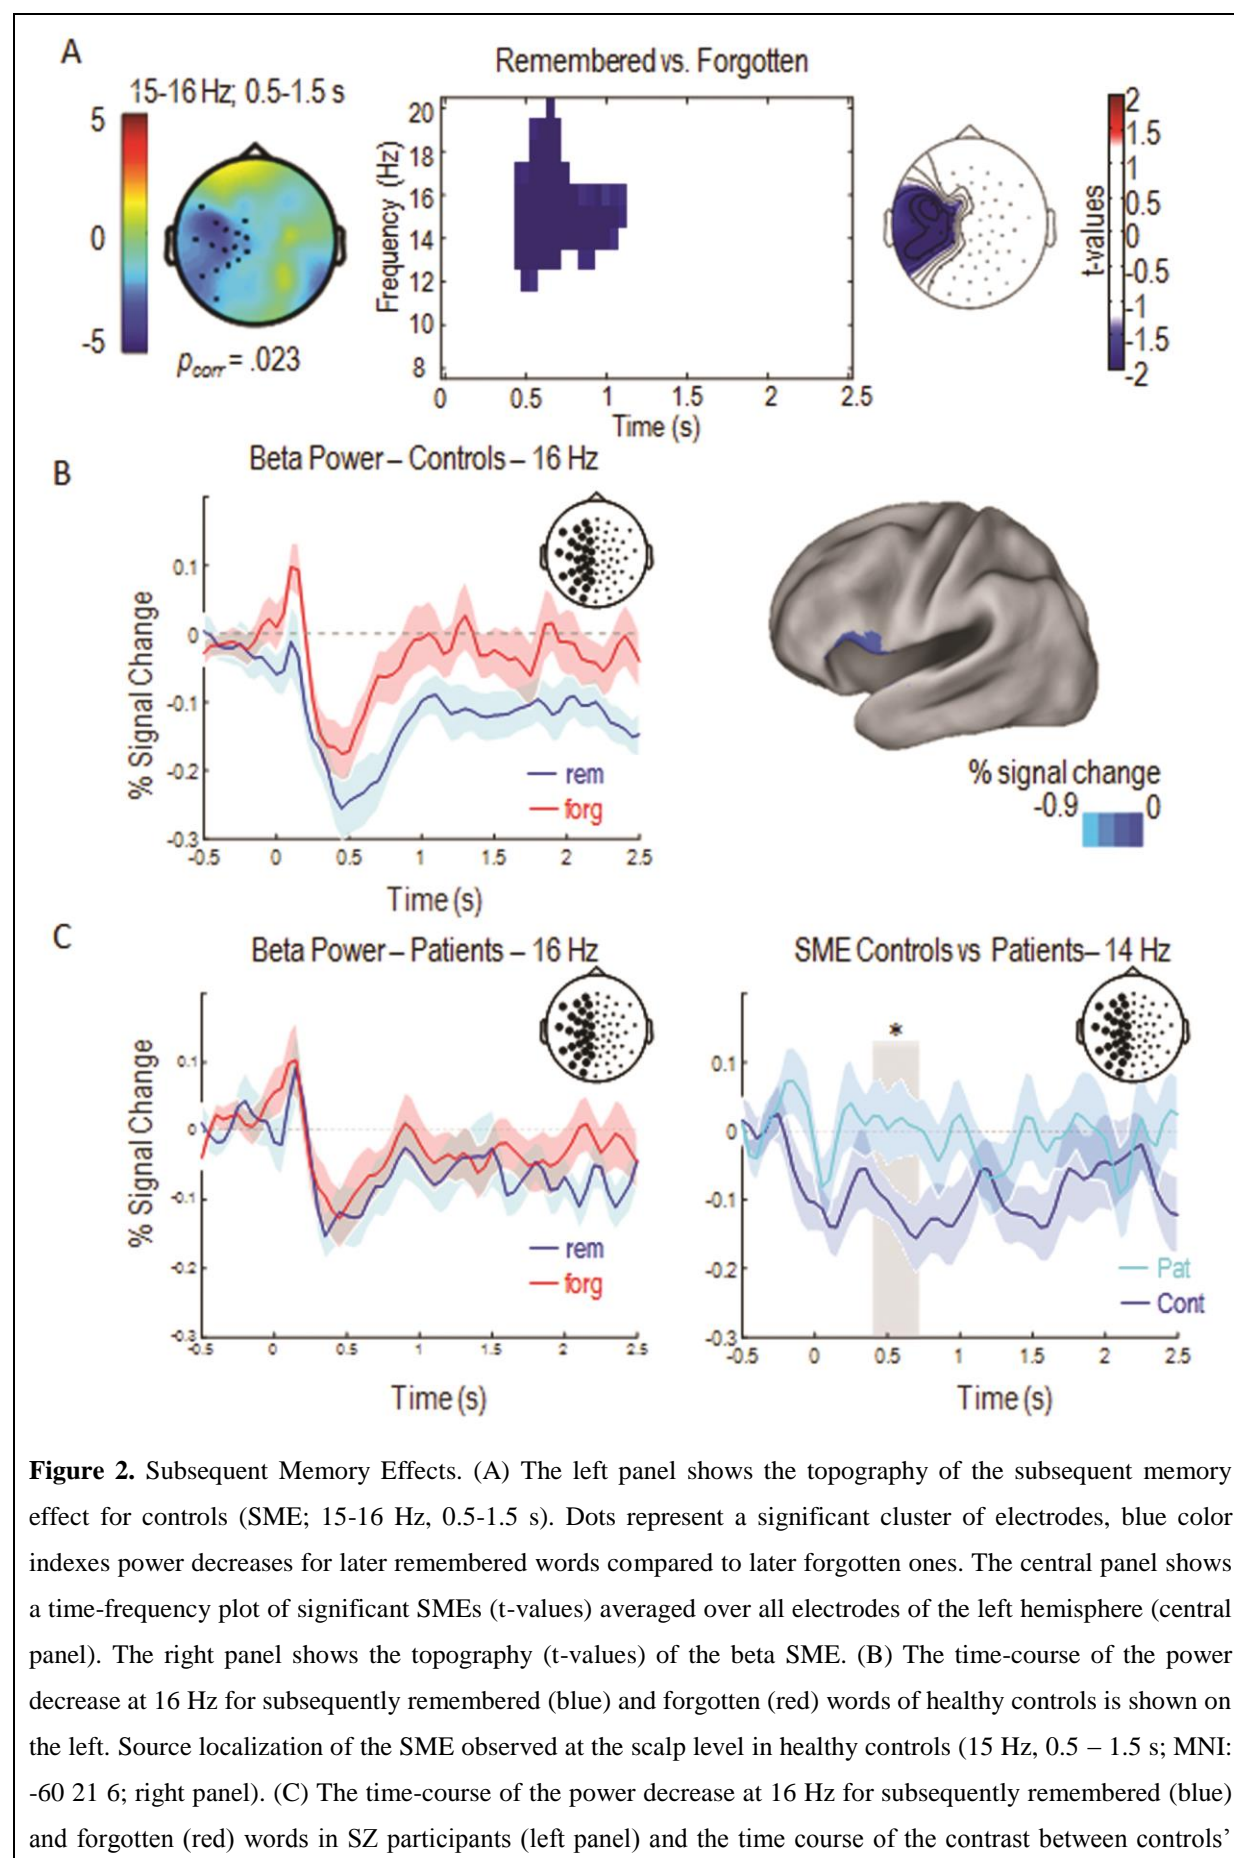 A
Remembered vs. Forgotten
15-16 Hz; 0.5-1.5 s
5
0
-5
p_corr = .023
Frequency (Hz)
20
18
16
14
12
10
8
0 0.5 1 1.5 2 2.5
Time (s)
t-values
2
1.5
1
0.5
0
-0.5
-1
-1.5
-2
B
Beta Power – Controls – 16 Hz
% Signal Change
0.1
0
-0.1
-0.2
-0.3
rem
forg
-0.5 0 0.5 1 1.5 2 2.5
Time (s)
% signal change
-0.9 0
C
Beta Power – Patients – 16 Hz
% Signal Change
0.1
0
-0.1
-0.2
-0.3
rem
forg
-0.5 0 0.5 1 1.5 2 2.5
Time (s)
SME Controls vs Patients– 14 Hz
*
0.1
0
-0.1
-0.2
-0.3
Pat
Cont
-0.5 0 0.5 1 1.5 2 2.5
Time (s)
Figure 2. Subsequent Memory Effects. (A) The left panel shows the topography of the subsequent memory
effect for controls (SME; 15-16 Hz, 0.5-1.5 s). Dots represent a significant cluster of electrodes, blue color
indexes power decreases for later remembered words compared to later forgotten ones. The central panel shows
a time-frequency plot of significant SMEs (t-values) averaged over all electrodes of the left hemisphere (central
panel). The right panel shows the topography (t-values) of the beta SME. (B) The time-course of the power
decrease at 16 Hz for subsequently remembered (blue) and forgotten (red) words of healthy controls is shown on
the left. Source localization of the SME observed at the scalp level in healthy controls (15 Hz, 0.5 – 1.5 s; MNI:
-60 21 6; right panel). (C) The time-course of the power decrease at 16 Hz for subsequently remembered (blue)
and forgotten (red) words in SZ participants (left panel) and the time course of the contrast between controls’